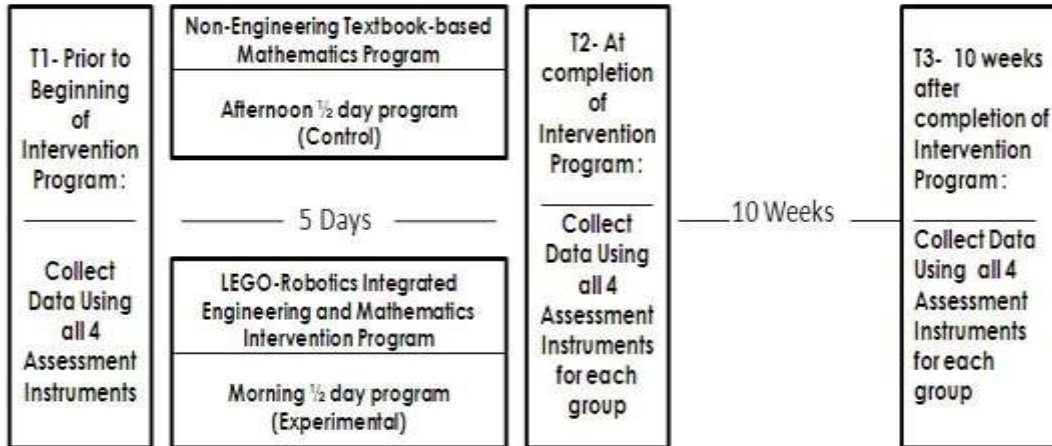 T1- Prior to
Beginning
of
Intervention
Program :
Collect
Data Using
all 4
Assessment
Instruments
Non-Engineering Textbook-based
Mathematics Program
Afternoon ½ day program
(Control)
5 Days
LEGO-Robotics Integrated
Engineering and Mathematics
Intervention Program
Morning ½ day program
(Experimental)
T2- At
completion
of
Intervention
Program :
Collect
Data Using
all 4
Assessment
Instruments
for each
group
10 Weeks
T3- 10 weeks
after
completion of
Intervention
Program :
Collect Data
Using all 4
Assessment
Instruments
for each
group